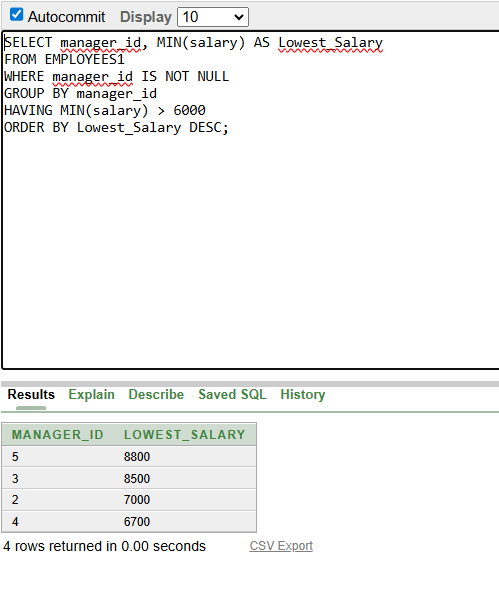 Autocommit Display 10
SELECT manager_id, MIN(salary) AS Lowest_Salary
FROM EMPLOYEES1
WHERE manager_id IS NOT NULL
GROUP BY manager_id
HAVING MIN(salary) > 6000
ORDER BY Lowest_Salary DESC;
Results Explain Describe Saved SQL History
MANAGER_ID LOWEST_SALARY
5 8800
3 8500
2 7000
4 6700
4 rows returned in 0.00 seconds CSV Export